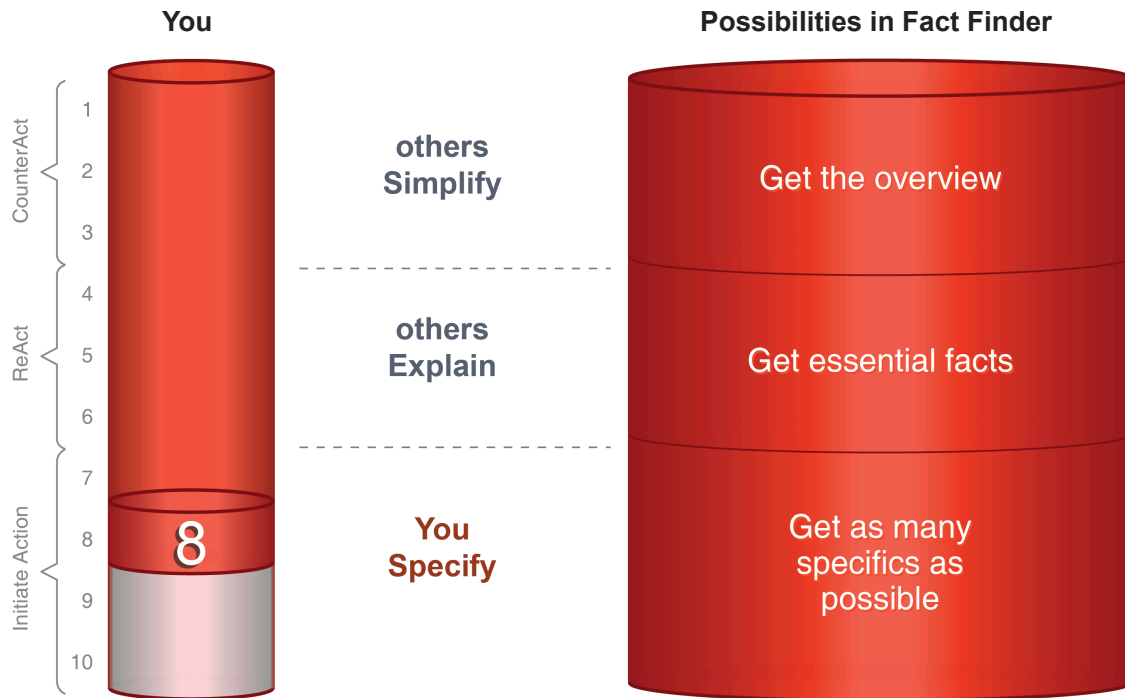 You
Possibilities in Fact Finder
CounterAct
1
2
3
others
Simplify
Get the overview
ReAct
4
5
6
others
Explain
Get essential facts
Initiate Action
7
8
9
10
8
You
Specify
Get as many
specifics as
possible